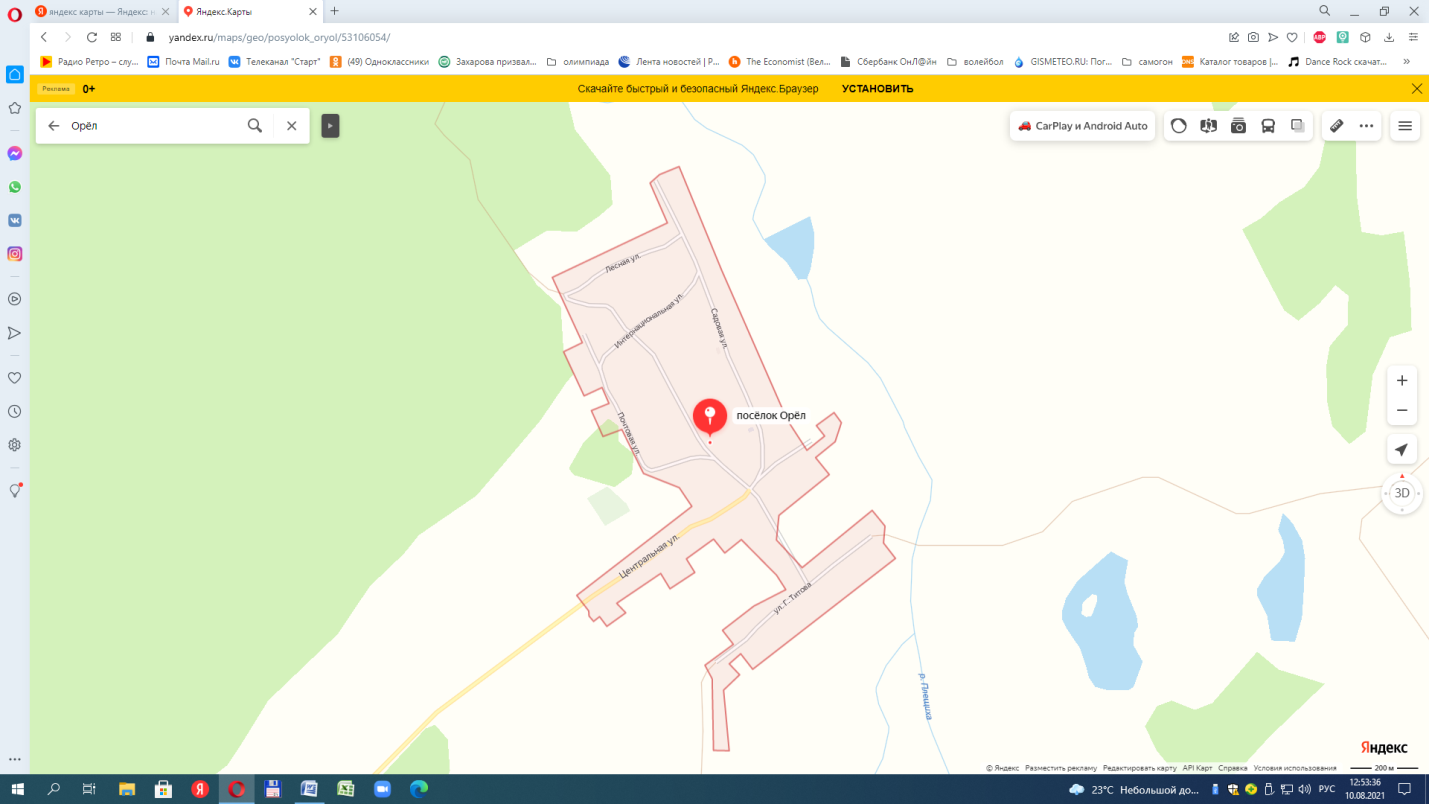 яндекс карты — Яндекс: н
Яндекс.Карты
yandex.ru/maps/geo/posyolok_oryol/53106054/
ABP
Радио Ретро – слу...
Почта Mail.ru
Телеканал "Старт"
(49) Одноклассники
Захарова призвал...
олимпиада
Лента новостей | Р...
The Economist (Вел...
Сбербанк ОнЛ@йн
волейбол
GISMETEO.RU: Пог...
самогон
DNS
Каталог товаров |...
Dance Rock скачат...
Реклама
0+
Скачайте быстрый и безопасный Яндекс.Браузер
УСТАНОВИТЬ
Орёл
CarPlay и Android Auto
Лесная ул.
Интернациональная ул.
Садовая ул.
Почтовая ул.
посёлок Орёл
Центральная ул.
ул. Г. Титова
р. Плещиха
3D
Яндекс
© Яндекс Разместить рекламу Редактировать карту API Карт Справка Условия использования
200 м
23°C Небольшой до...
РУС
12:53:36
10.08.2021